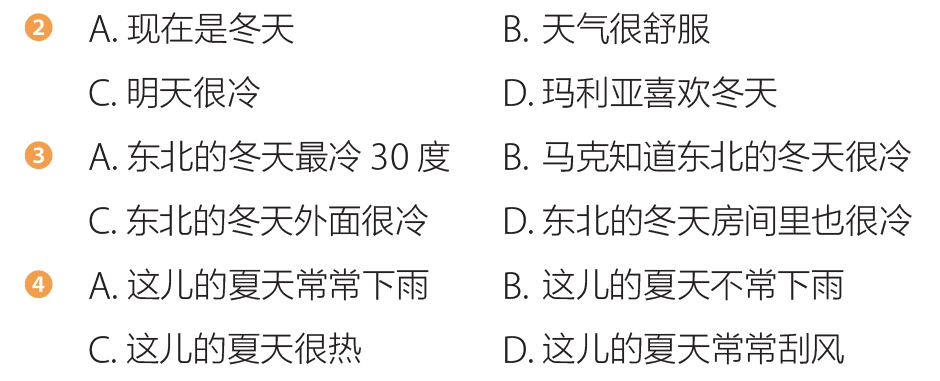 2 A. 现在是冬天 B. 天气很舒服
C. 明天很冷 D. 玛利亚喜欢冬天
3 A. 东北的冬天最冷 30 度 B. 马克知道东北的冬天很冷
C. 东北的冬天外面很冷 D. 东北的冬天房间里也很冷
4 A. 这儿的夏天常常下雨 B. 这儿的夏天不常下雨
C. 这儿的夏天很热 D. 这儿的夏天常常刮风